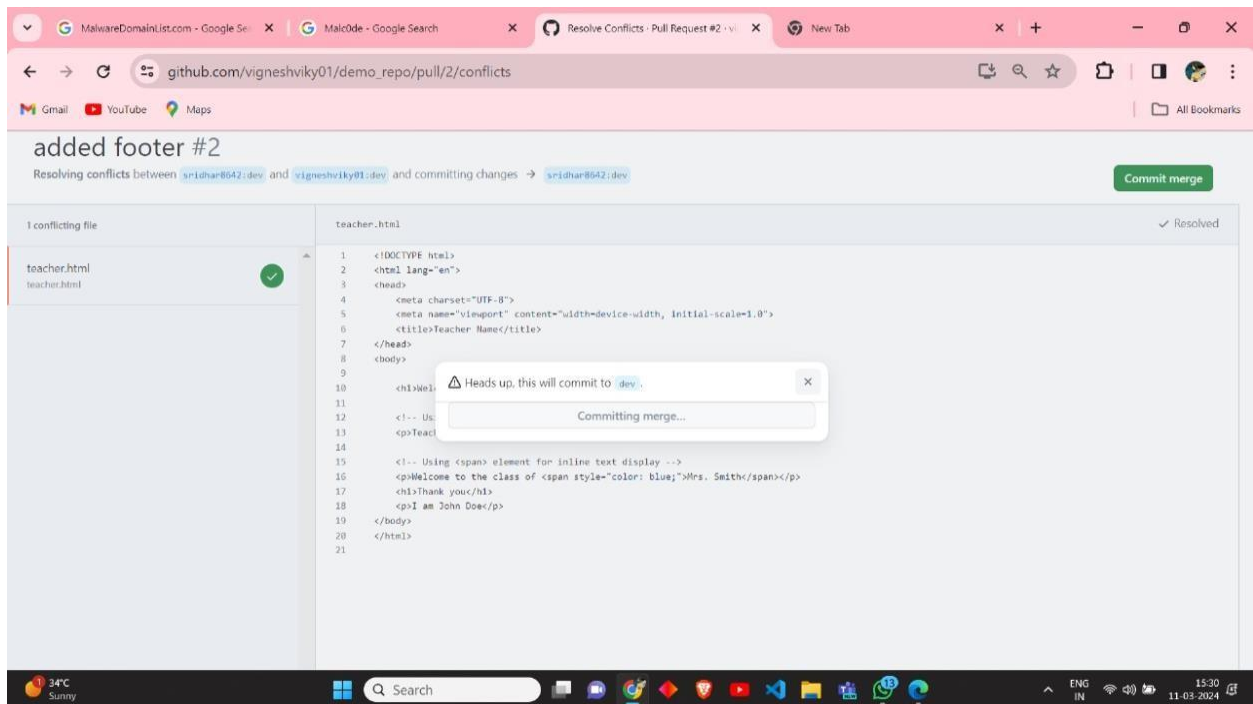 MalwareDomainList.com - Google Se
Malc0de - Google Search
Resolve Conflicts · Pull Request #2 · vi
New Tab
github.com/vigneshviky01/demo_repo/pull/2/conflicts
Gmail YouTube Maps
All Bookmarks
added footer #2
Resolving conflicts between sridhar8642:dev and vigneshviky01:dev and committing changes → sridhar8642:dev
Commit merge
1 conflicting file
teacher.html
Resolved
teacher.html
teacher.html
1 <!DOCTYPE html>
2 <html lang="en">
3 <head>
4 <meta charset="UTF-8">
5 <meta name="viewport" content="width=device-width, initial-scale=1.0">
6 <title>Teacher Name</title>
7 </head>
8 <body>
9
10 <h1>Wel
11
12 <!-- Us
13 <p>Teac
14
15 <!-- Using <span> element for inline text display -->
16 <p>Welcome to the class of <span style="color: blue;">Mrs. Smith</span></p>
17 <h1>Thank you</h1>
18 <p>I am John Doe</p>
19 </body>
20 </html>
21
Heads up, this will commit to dev.
Committing merge...
1
34°C
Sunny
Search
13
ENG
IN
15:30
11-03-2024